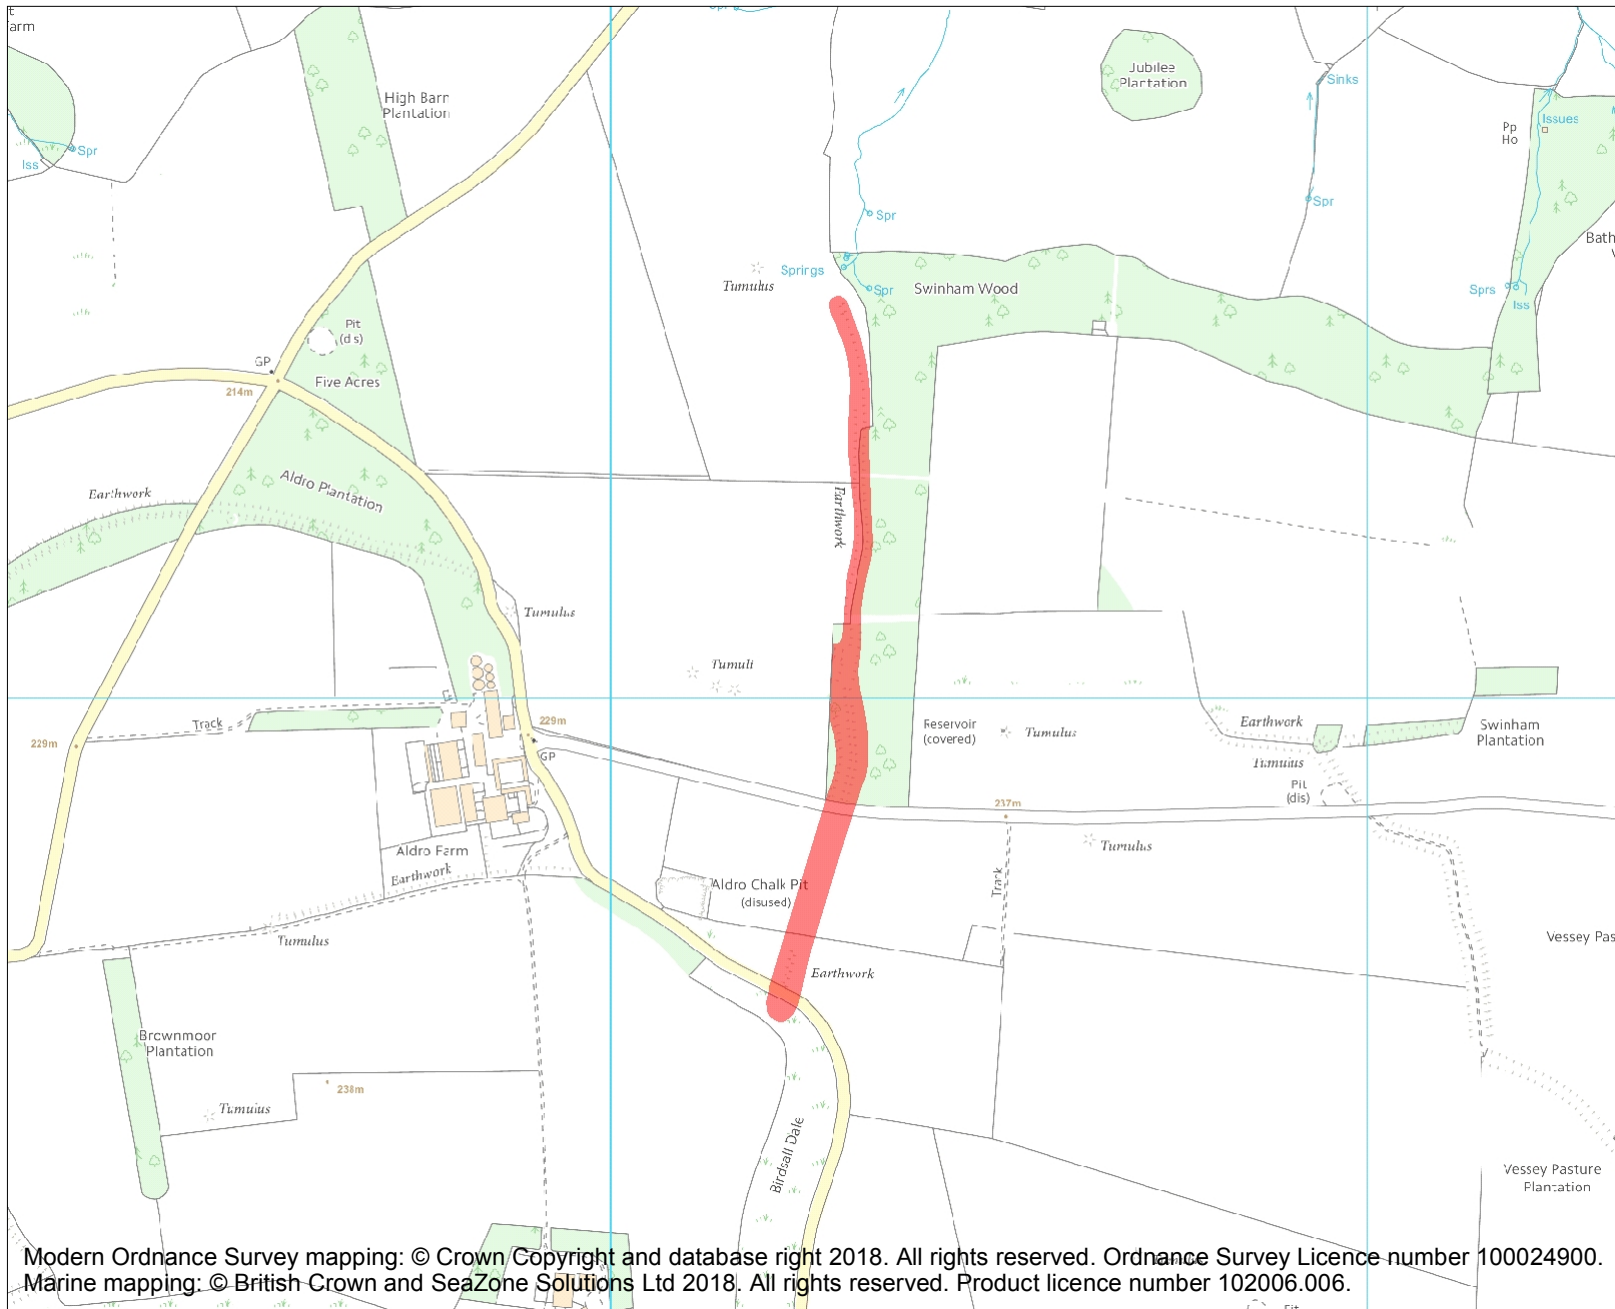 t
arm
Spr
High Barn
Plantation
Jubilee
Plantation
Sinks
Issues
Pp
Ho
Spr
Iss
Spr
Spr
Bath
Tumulus
Springs
Spr
Swinham Wood
Sprs
Iss
Pit
(dis)
GP
214m
Five Acres
Earthwork
Aldro Plantation
Earthwork
Tumulus
Tumuli
Track
229m
229m
GP
Reservoir
(covered)
Tumulus
Earthwork
Tumulus
Swinham
Plantation
Pit
(dis)
237m
Aldro Farm
Earthwork
Tumulus
Track
Aldro Chalk Pit
(disused)
Tumulus
Vessey Pas
Earthwork
Brownmoor
Plantation
238m
Tumulus
Birdsall Dale
Vessey Pasture
Plantation
Tumulus
Modern Ordnance Survey mapping: © Crown Copyright and database right 2018. All rights reserved. Ordnance Survey Licence number 100024900.
Marine mapping: © British Crown and SeaZone Solutions Ltd 2018. All rights reserved. Product licence number 102006.006.